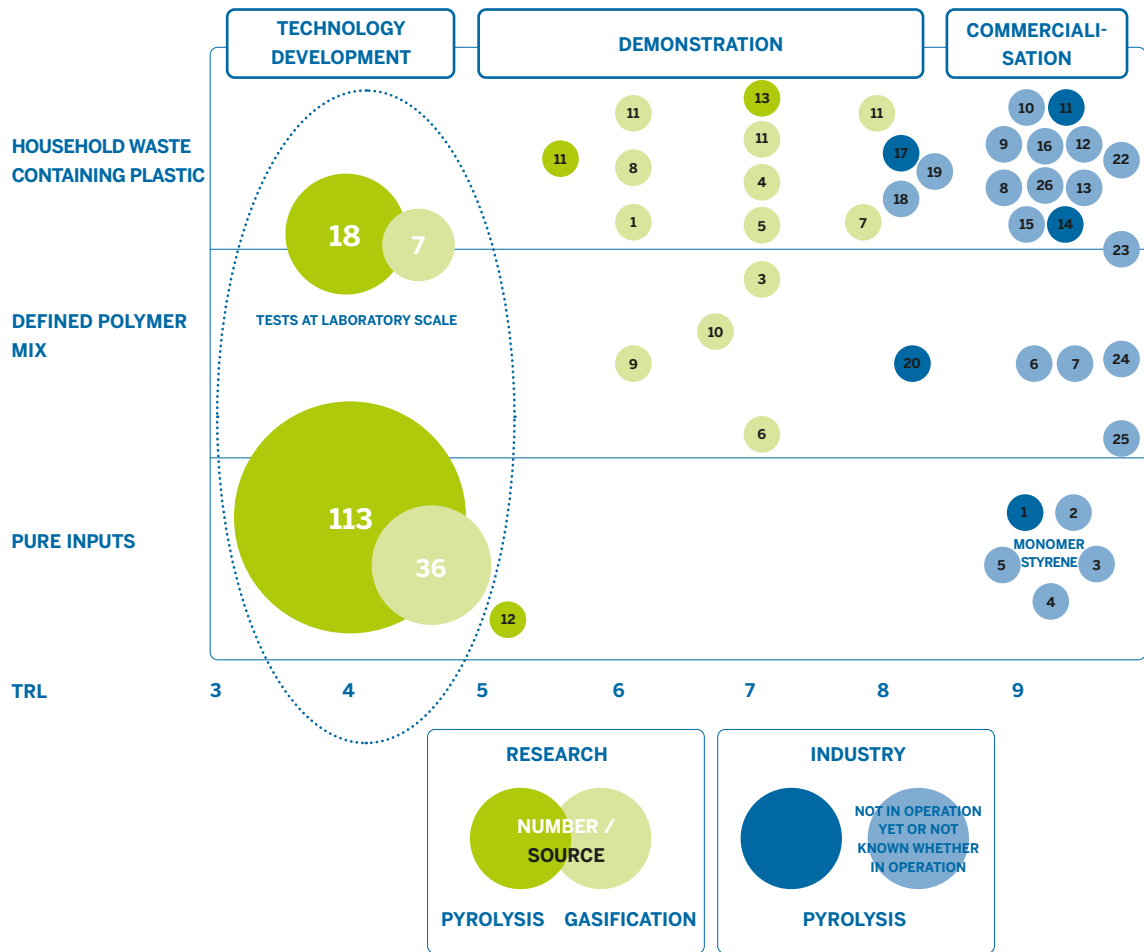 TECHNOLOGY
DEVELOPMENT
DEMONSTRATION
COMMERCIALI-
SATION
HOUSEHOLD WASTE
CONTAINING PLASTIC
18
7
11
11
8
1
13
11
4
5
11
17
19
18
7
10
11
9
16
12
22
8
26
13
15
14
23
DEFINED POLYMER
MIX
TESTS AT LABORATORY SCALE
3
10
9
6
20
6
7
24
25
PURE INPUTS
113
36
12
1
2
MONOMER
STYRENE
5
3
4
TRL
3
4
5
6
7
8
9
RESEARCH
NUMBER /
SOURCE
PYROLYSIS
GASIFICATION
INDUSTRY
NOT IN OPERATION
YET OR NOT
KNOWN WHETHER
IN OPERATION
PYROLYSIS